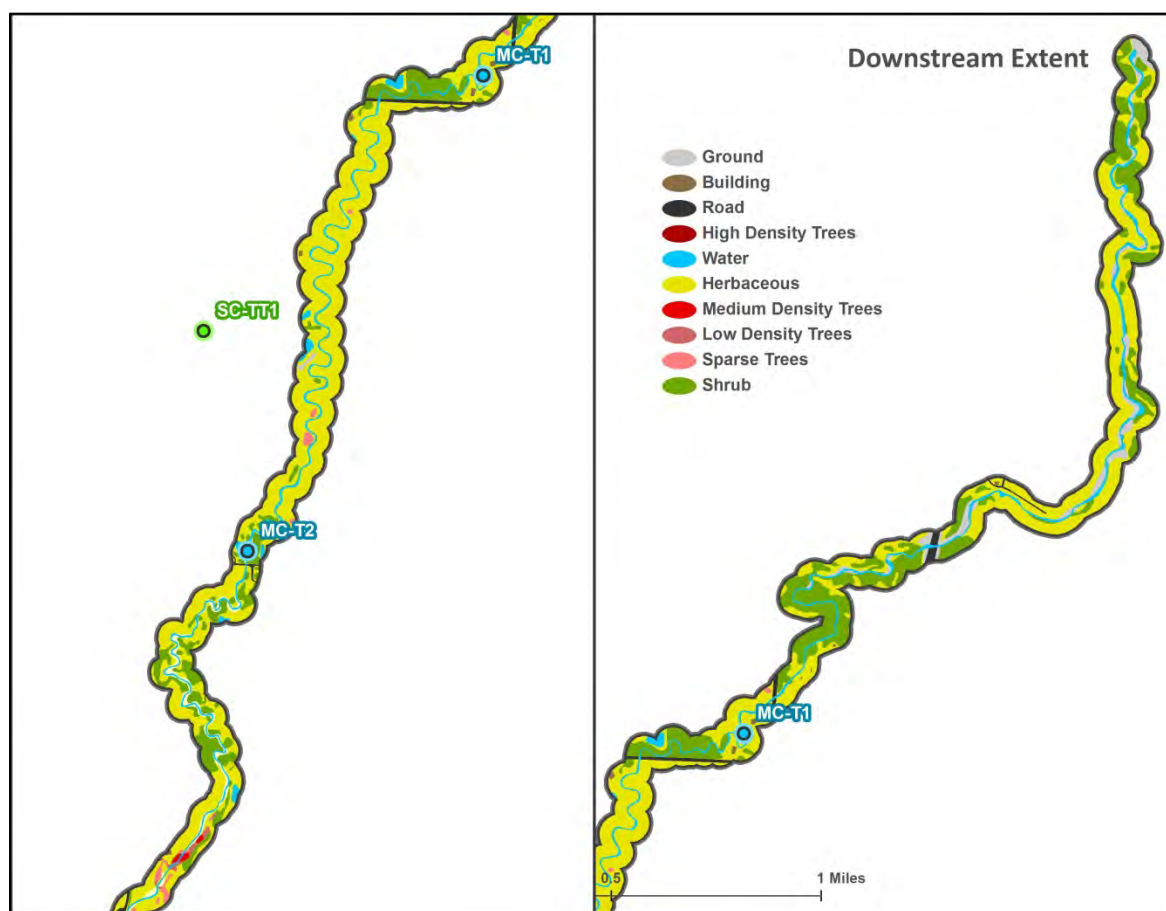 MC-T1
SC-TT1
MC-T2
Downstream Extent
Ground
Building
Road
High Density Trees
Water
Herbaceous
Medium Density Trees
Low Density Trees
Sparse Trees
Shrub
MC-T1
0.5 1 Miles